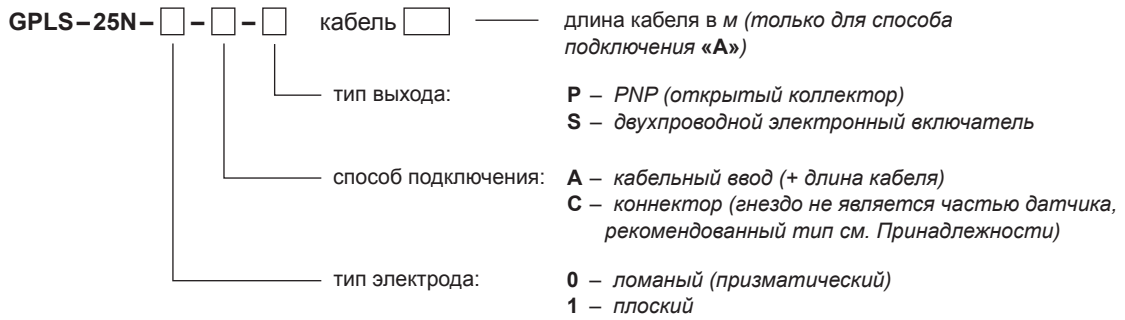 GPLS–25N–□–□–□ кабель □ длина кабеля в м (только для способа
подключения «А»)
тип выхода: P – PNP (открытый коллектор)
S – двухпроводной электронный включатель
способ подключения: A – кабельный ввод (+ длина кабеля)
C – коннектор (гнездо не является частью датчика,
рекомендованный тип см. Принадлежности)
тип электрода: 0 – ломаный (призматический)
1 – плоский